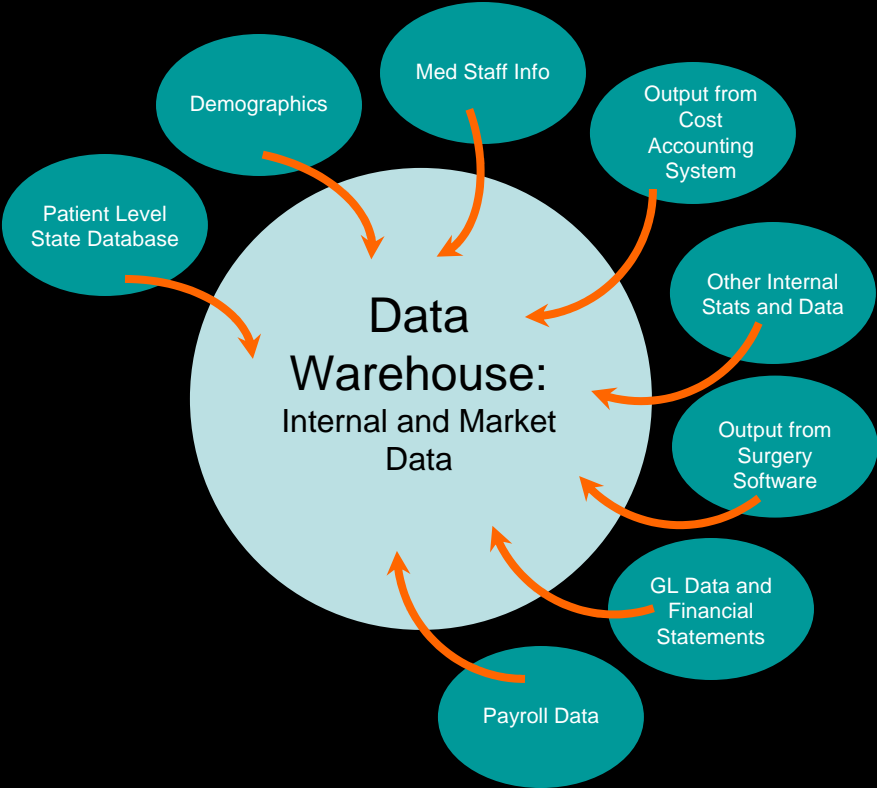 Med Staff Info
Demographics
Output from
Cost
Accounting
System
Patient Level
State Database
Other Internal
Stats and Data
Data
Warehouse:
Internal and Market
Data
Output from
Surgery
Software
GL Data and
Financial
Statements
Payroll Data